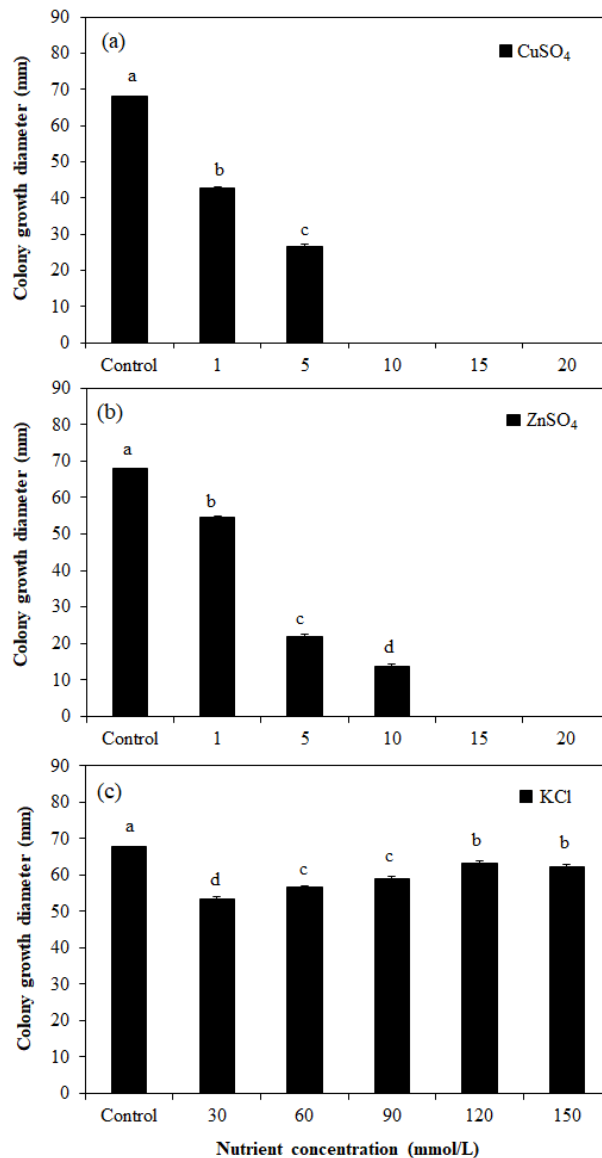 (a)
CuSO₄
Colony growth diameter (mm)
90
80
70
60
50
40
30
20
10
0
a
b
c
Control 1 5 10 15 20
(b)
ZnSO₄
Colony growth diameter (mm)
90
80
70
60
50
40
30
20
10
0
a
b
c
d
Control 1 5 10 15 20
(c)
KCl
Colony growth diameter (mm)
90
80
70
60
50
40
30
20
10
0
a
d
c
c
b
b
Control 30 60 90 120 150
Nutrient concentration (mmol/L)